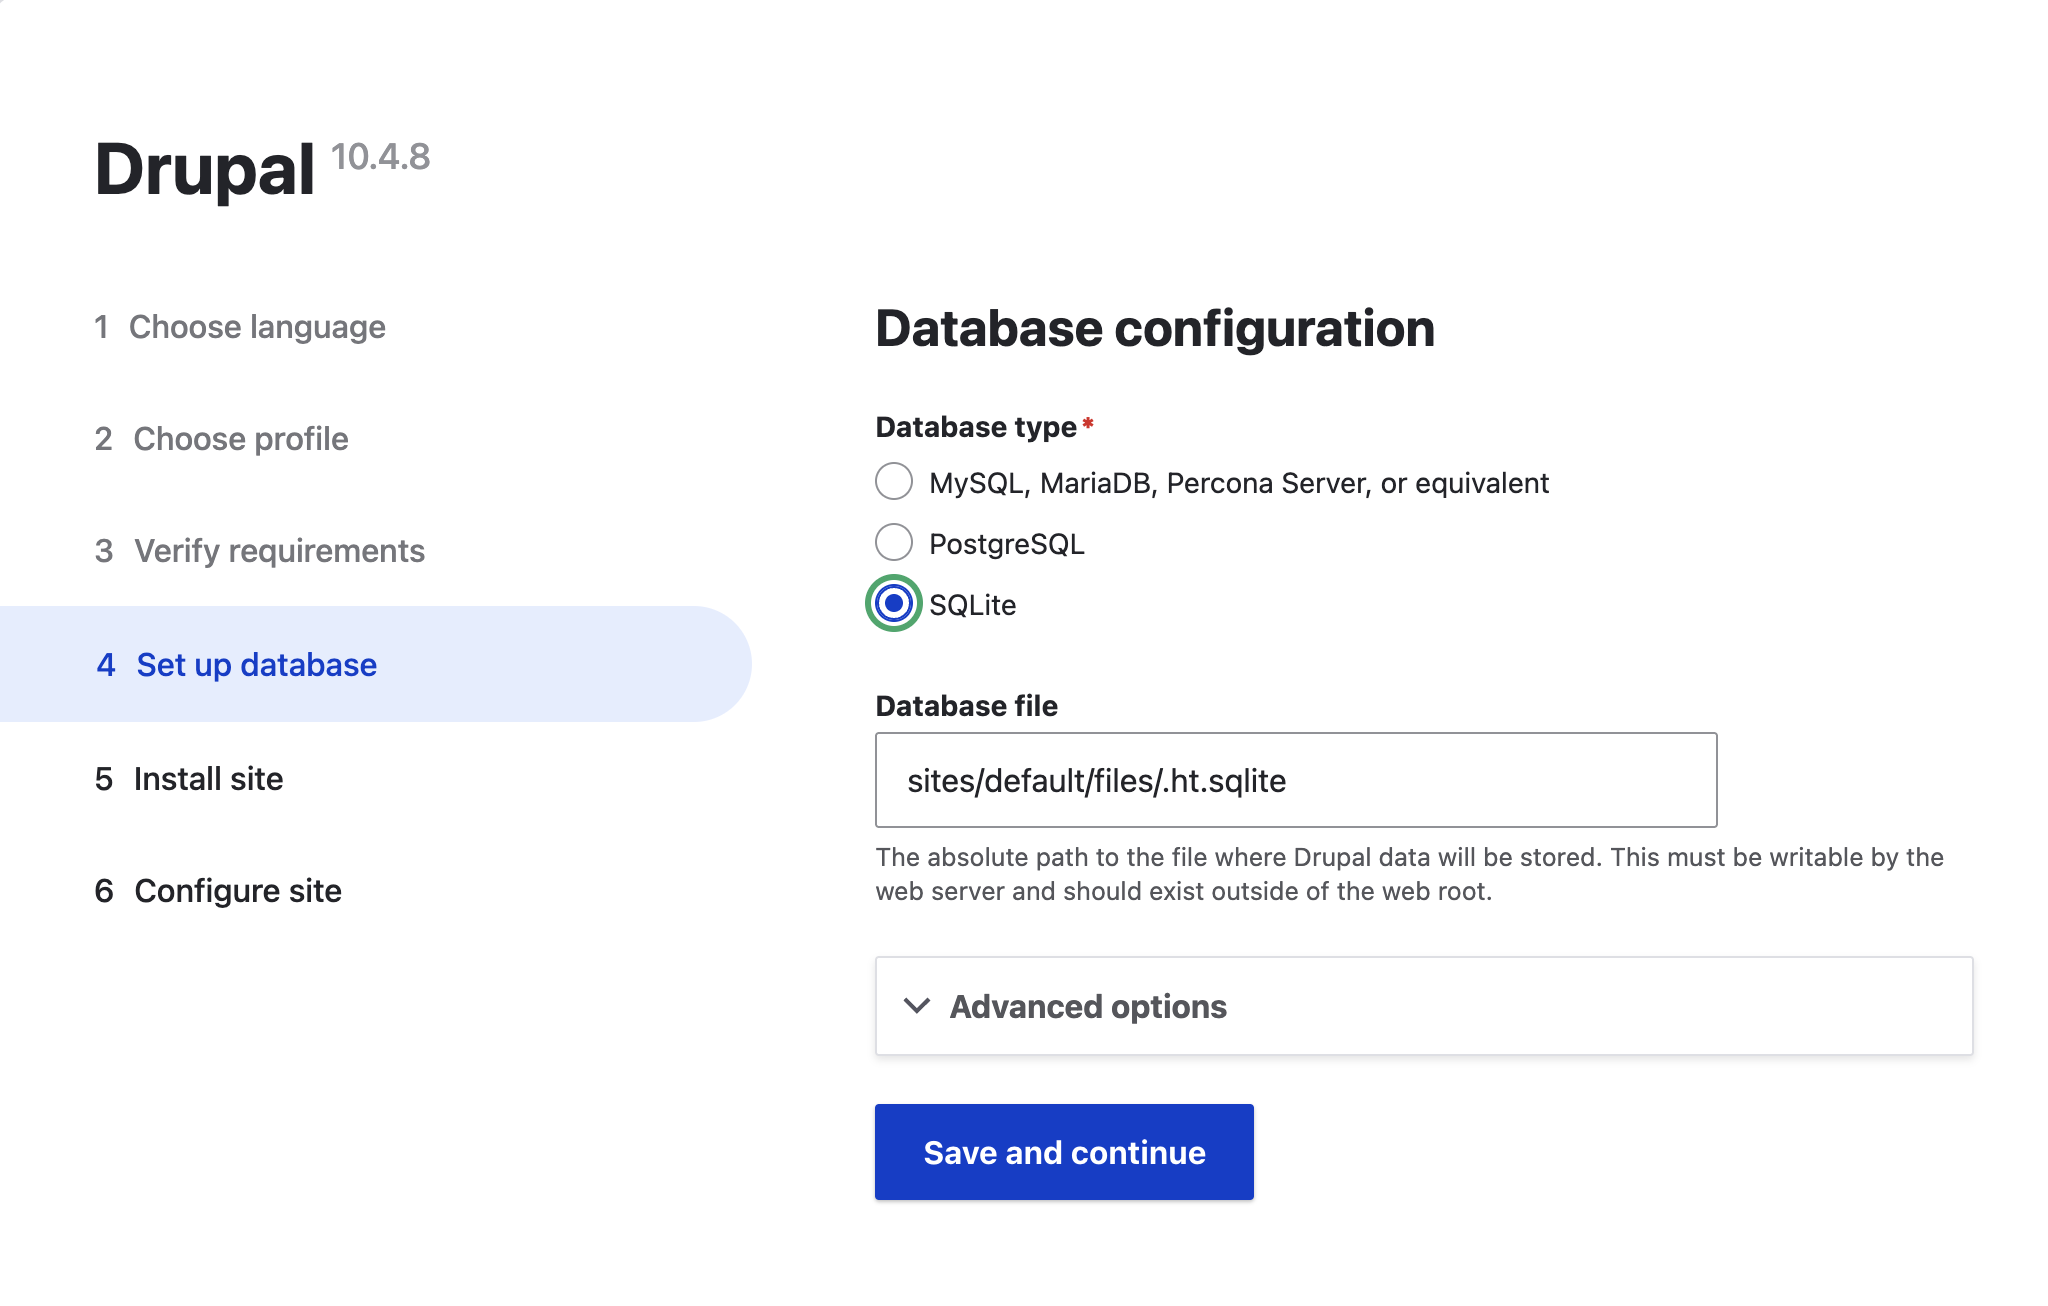 Drupal 10.4.8
1 Choose language
2 Choose profile
3 Verify requirements
4 Set up database
5 Install site
6 Configure site
Database configuration
Database type*
MySQL, MariaDB, Percona Server, or equivalent
PostgreSQL
SQLite
Database file
sites/default/files/.ht.sqlite
The absolute path to the file where Drupal data will be stored. This must be writable by the
web server and should exist outside of the web root.
Advanced options
Save and continue